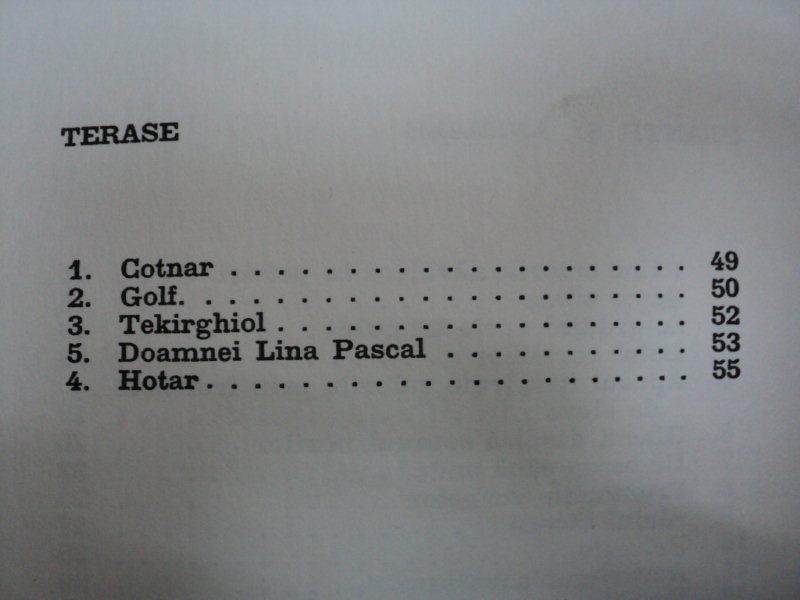 TERASE
1. Cotnar . . . . . . . . . . . . . . . . . . . . 49
2. Golf. . . . . . . . . . . . . . . . . . . . . . 50
3. Tekirghiol . . . . . . . . . . . . . . . . . . 52
5. Doamnei Lina Pascal . . . . . . . . . . . 53
4. Hotar . . . . . . . . . . . . . . . . . . . . . 55